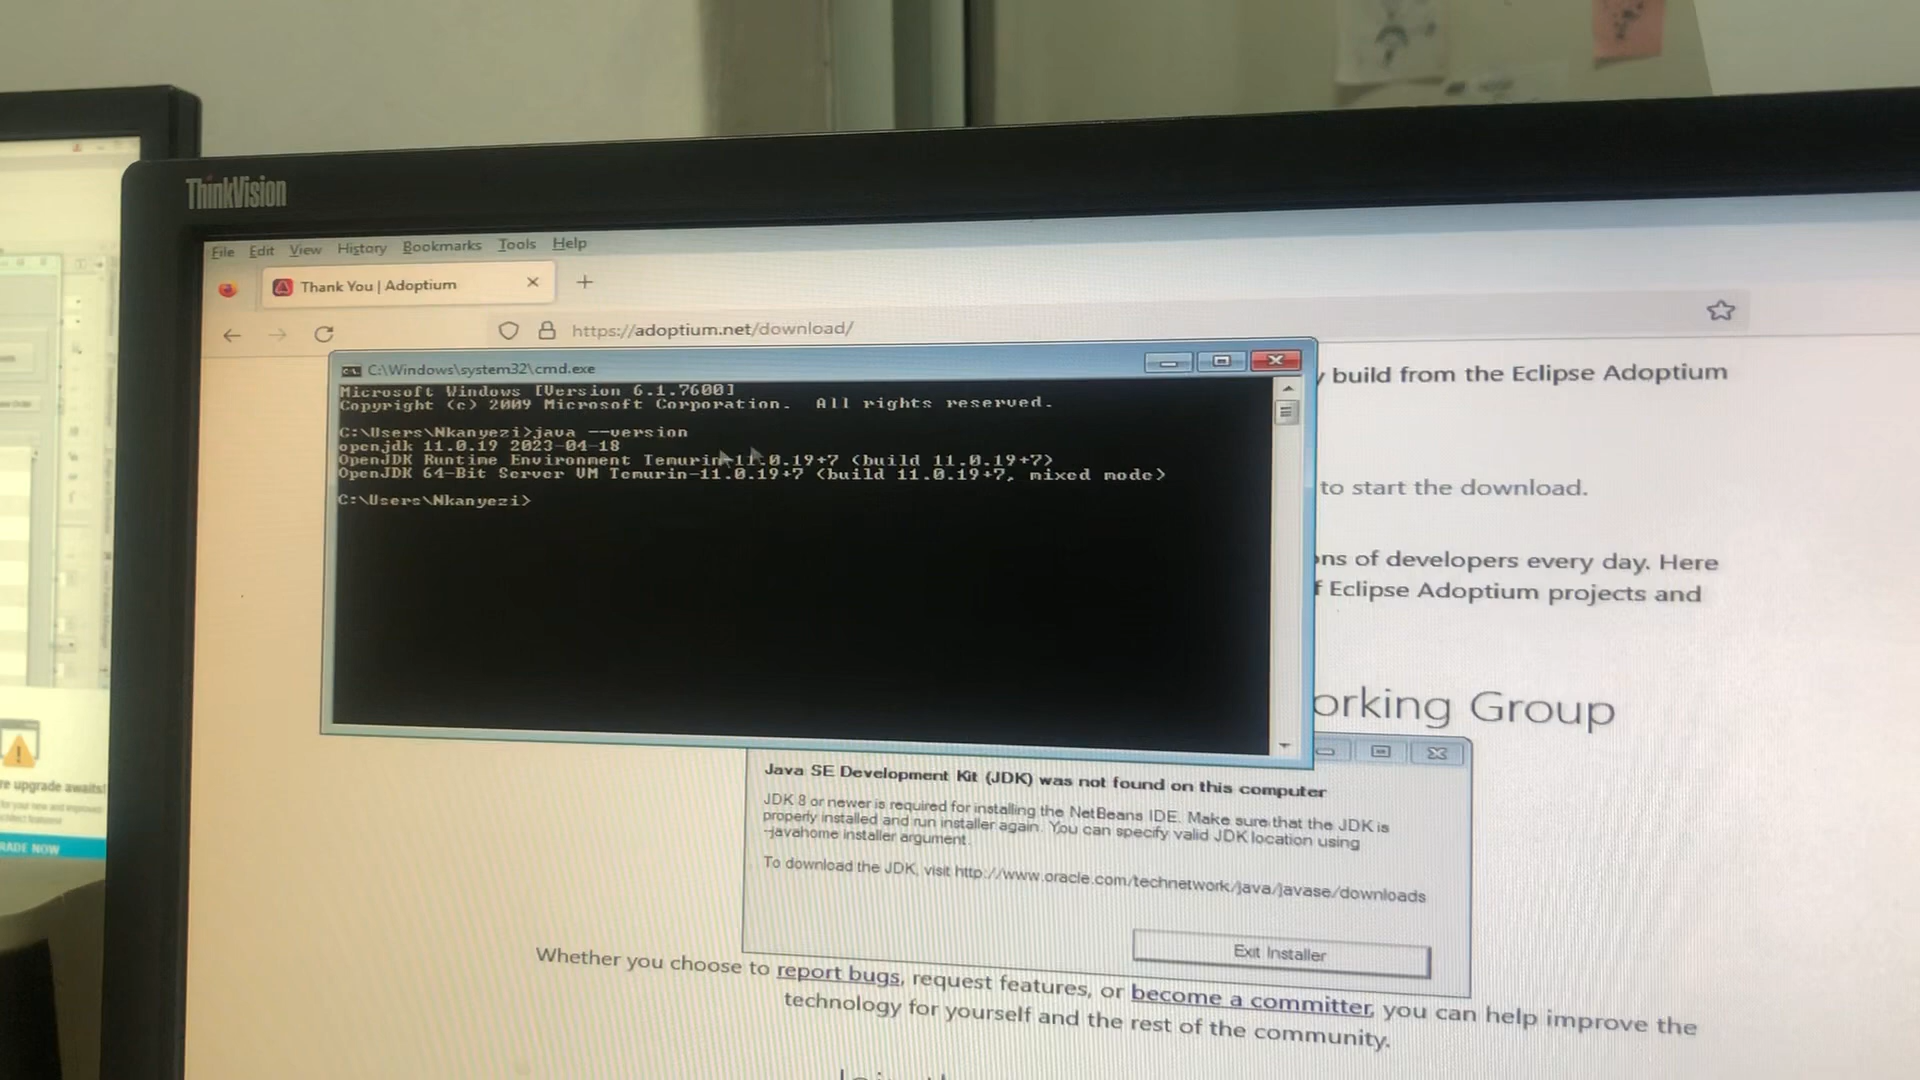 ThinkVision
File Edit View History Bookmarks Tools Help
Thank You | Adoptium
https://adoptium.net/download/
C:\Windows\system32\cmd.exe
Microsoft Windows [Version 6.1.7600]
Copyright (c) 2009 Microsoft Corporation. All rights reserved.
C:\Users\Nkanyezi>java --version
openjdk 11.0.19 2023-04-18
OpenJDK Runtime Environment Temurin-11.0.19+7 (build 11.0.19+7)
OpenJDK 64-Bit Server VM Temurin-11.0.19+7 (build 11.0.19+7, mixed mode)
C:\Users\Nkanyezi>
y build from the Eclipse Adoptium
to start the download.
ons of developers every day. Here
f Eclipse Adoptium projects and
orking Group
Java SE Development Kit (JDK) was not found on this computer
JDK 8 or newer is required for installing the NetBeans IDE. Make sure that the JDK is
properly installed and run installer again. You can specify valid JDK location using
--javahome installer argument.
To download the JDK, visit http://www.oracle.com/technetwork/java/javase/downloads
Exit Installer
Whether you choose to report bugs, request features, or become a committer, you can help improve the
technology for yourself and the rest of the community.
re upgrade awaits!
RADE NOW